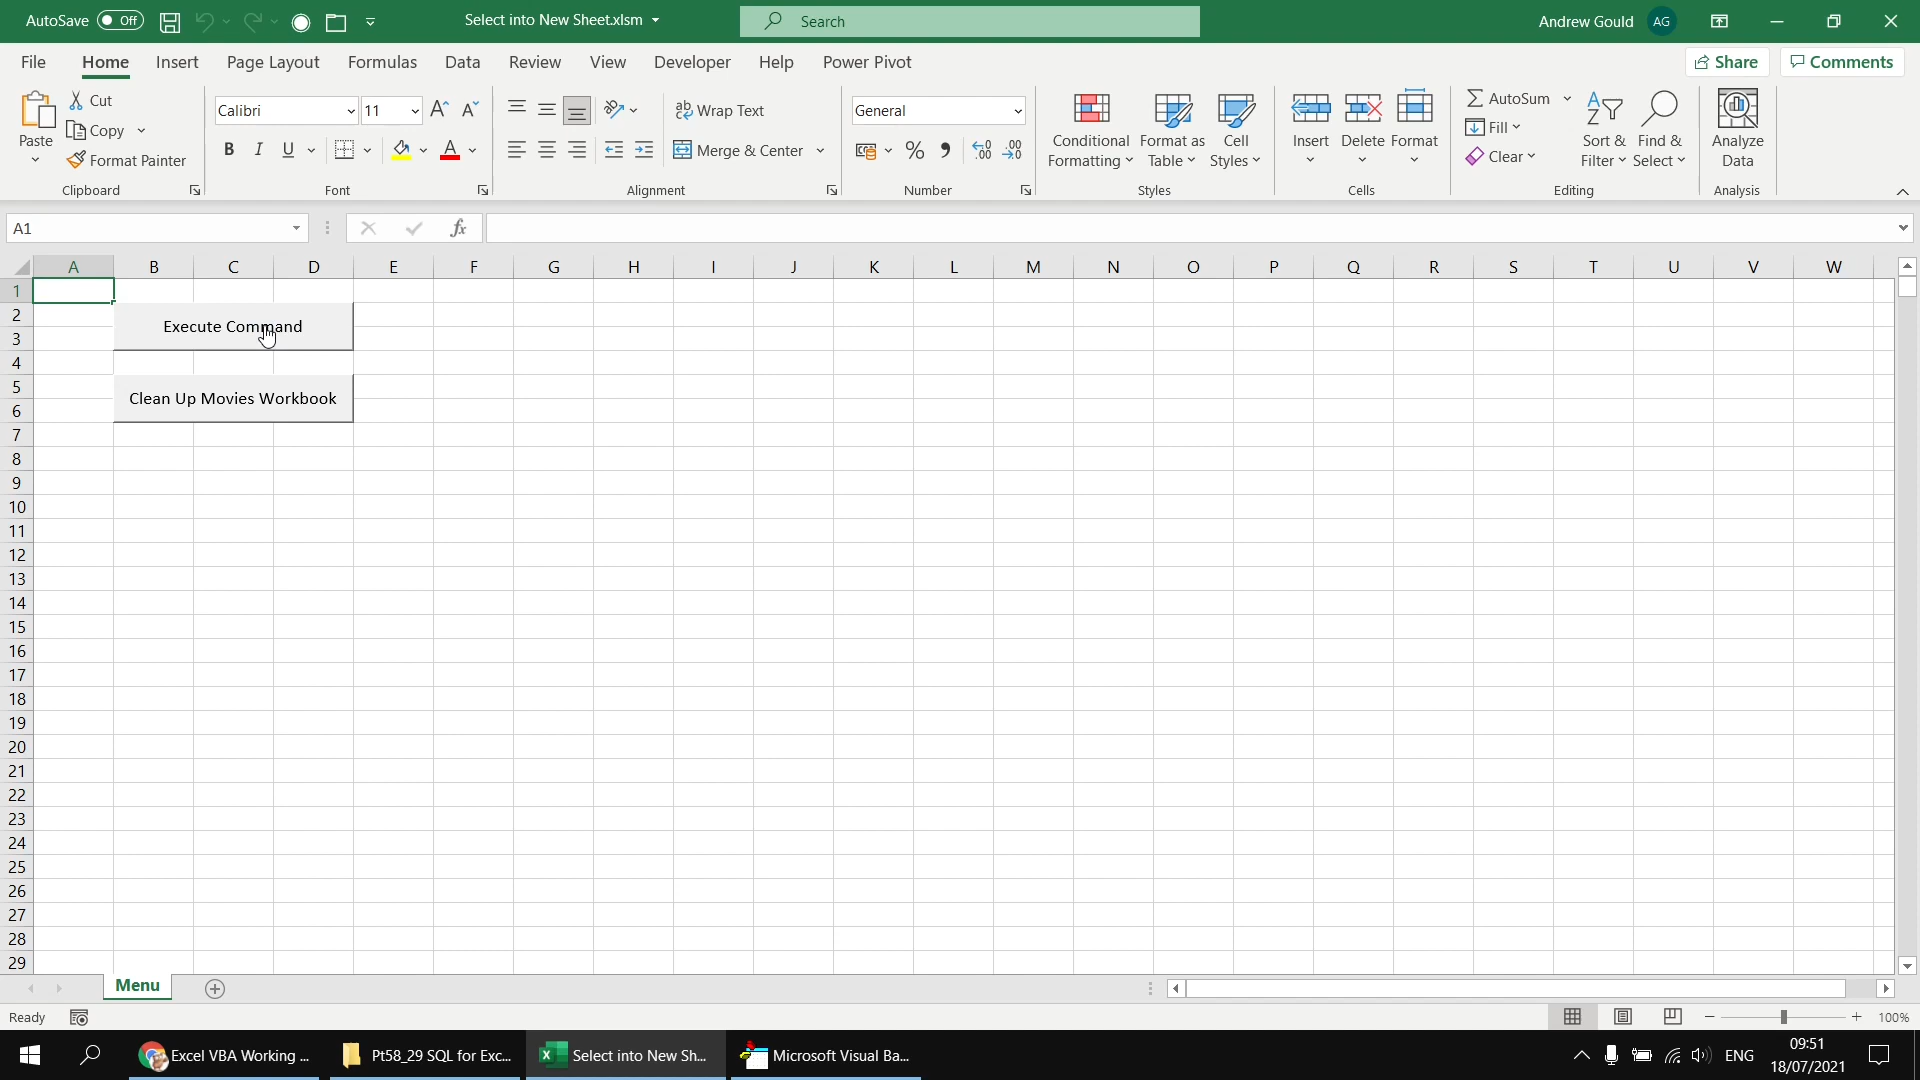 AutoSave Off Select into New Sheet.xlsm Search Andrew Gould AG
File Home Insert Page Layout Formulas Data Review View Developer Help Power Pivot Share Comments
Paste Cut Copy Format Painter
Clipboard
Calibri 11
B I U A
Font
Wrap Text
Merge & Center
Alignment
General
%
Number
Conditional Formatting Format as Table Cell Styles
Styles
Insert Delete Format
Cells
AutoSum
Fill
Clear
Sort & Filter Find & Select
Editing
Analyze Data
Analysis
A1 fx
A B C D E F G H I J K L M N O P Q R S T U V W
1
2
3
4
5
6
7
8
9
10
11
12
13
14
15
16
17
18
19
20
21
22
23
24
25
26
27
28
29
Execute Command
Clean Up Movies Workbook
Menu
Ready 100%
Excel VBA Working ... Pt58_29 SQL for Exc... Select into New Sh... Microsoft Visual Ba... ENG 09:51
18/07/2021